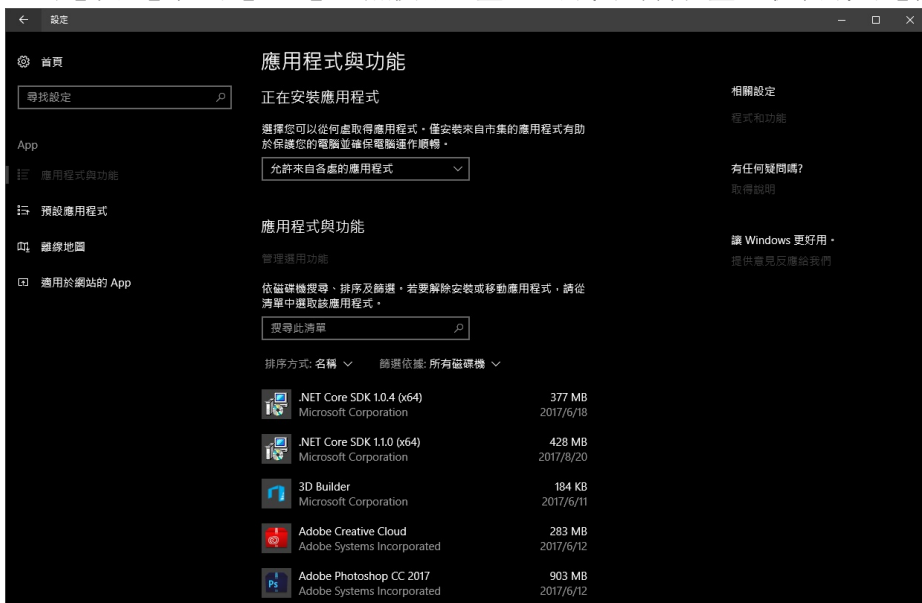 設定
首頁
尋找設定
App
應用程式與功能
預設應用程式
離線地圖
適用於網站的 App
應用程式與功能
正在安裝應用程式
選擇您可以從何處取得應用程式。僅安裝來自市集的應用程式有助
於保護您的電腦並確保電腦運作順暢。
允許來自各處的應用程式
應用程式與功能
管理選用功能
依磁碟機搜尋、排序及篩選。若要解除安裝或移動應用程式，請從
清單中選取該應用程式。
搜尋此清單
排序方式: 名稱 篩選依據: 所有磁碟機
.NET Core SDK 1.0.4 (x64) 377 MB
Microsoft Corporation 2017/6/18
.NET Core SDK 1.1.0 (x64) 428 MB
Microsoft Corporation 2017/8/20
3D Builder 184 KB
Microsoft Corporation 2017/6/11
Adobe Creative Cloud 283 MB
Adobe Systems Incorporated 2017/6/12
Adobe Photoshop CC 2017 903 MB
Adobe Systems Incorporated 2017/6/12
相關設定
程式和功能
有任何疑問嗎?
取得說明
讓 Windows 更好用。
提供意見反應給我們